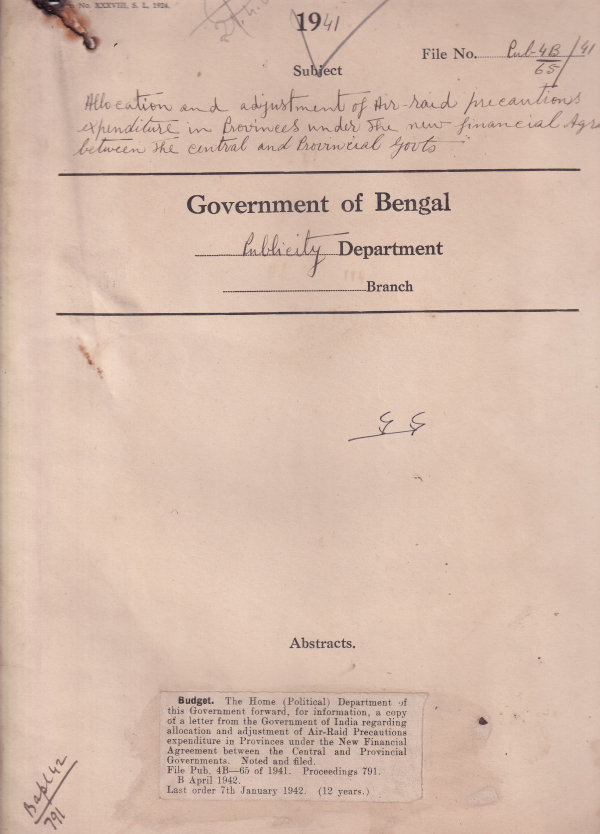 No. XXXVIII, S. L., 1924.
1941
File No. Pub-4B/65/41
Subject
Allocation and adjustment of Air-raid precautions
expenditure in Provinces under the new financial Agre
between the central and Provincial Govts
Government of Bengal
Publicity Department
Branch
Abstracts.
Budget. The Home (Political) Department of
this Government forward, for information, a copy
of a letter from the Government of India regarding
allocation and adjustment of Air-Raid Precautions
expenditure in Provinces under the New Financial
Agreement between the Central and Provincial
Governments. Noted and filed.
File Pub. 4B—65 of 1941. Proceedings 791.
B April 1942.
Last order 7th January 1942. (12 years.)
791